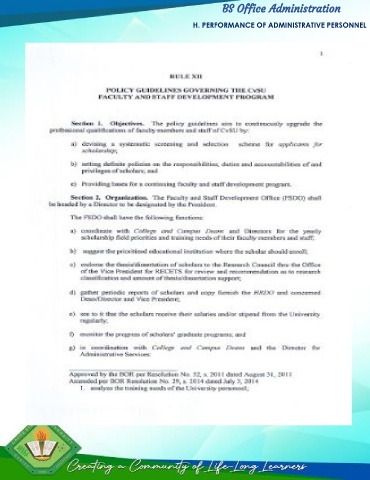 BS Office Administration
H. PERFORMANCE OF ADMINISTRATIVE PERSONNEL
1
RULE XII
POLICY GUIDELINES GOVERNING THE CvSU
FACULTY AND STAFF DEVELOPMENT PROGRAM
Section 1. Objectives. The policy guidelines aim to continuously upgrade the
professional qualifications of faculty members and staff of CvSU by:
a) devising a systematic screening and selection scheme for applicants for
scholarship;
b) setting definite policies on the responsibilities, duties and accountabilities of and
privileges of scholars; and
c) Providing bases for a continuing faculty and staff development program.
Section 2. Organization. The Faculty and Staff Development Office (FSDO) shall
be headed by a Director to be designated by the President.
The FSDO shall have the following functions:
a) coordinate with College and Campus Deans and Directors for the yearly
scholarship field priorities and training needs of their faculty members and staff;
b) suggest the prioritized educational institution where the scholar should enroll;
c) endorse the thesis/dissertation of scholars to the Research Council thru the Office
of the Vice President for RECETS for review and recommendation as to research
classification and amount of thesis/dissertation support;
d) gather periodic reports of scholars and copy furnish the HRDO and concerned
Dean/Director and Vice President;
e) see to it that the scholars receive their salaries and/or stipend from the University
regularly;
f) monitor the progress of scholars' graduate programs; and
g) in coordination with College and Campus Deans and the Director for
Administrative Services:
Approved by the BOR per Resolution No. 52, s. 2011 dated August 31, 2011
Amended per BOR Resolution No. 29, s. 2014 dated July 3, 2014
1. analyze the training needs of the University personnel;
Creating a Community of Life-Long Learners